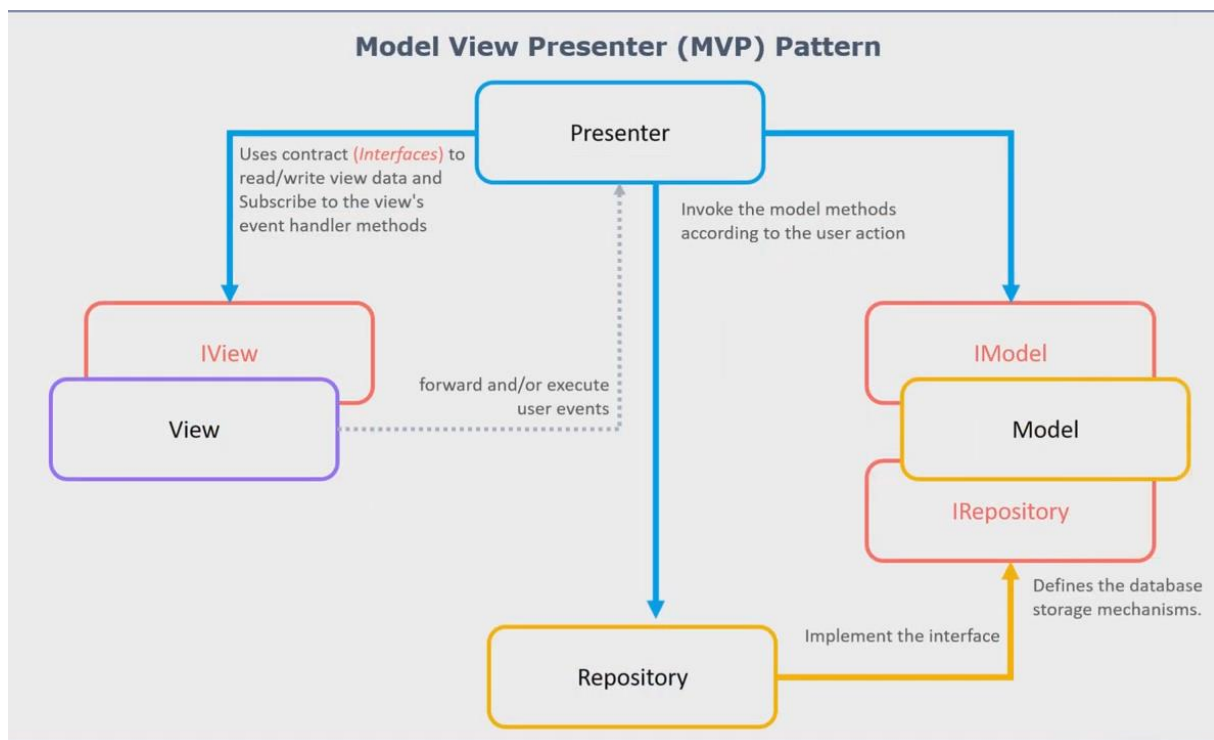 Model View Presenter (MVP) Pattern
Presenter
Uses contract (Interfaces) to
read/write view data and
Subscribe to the view's
event handler methods
Invoke the model methods
according to the user action
IView
View
forward and/or execute
user events
IModel
Model
IRepository
Defines the database
storage mechanisms.
Implement the interface
Repository